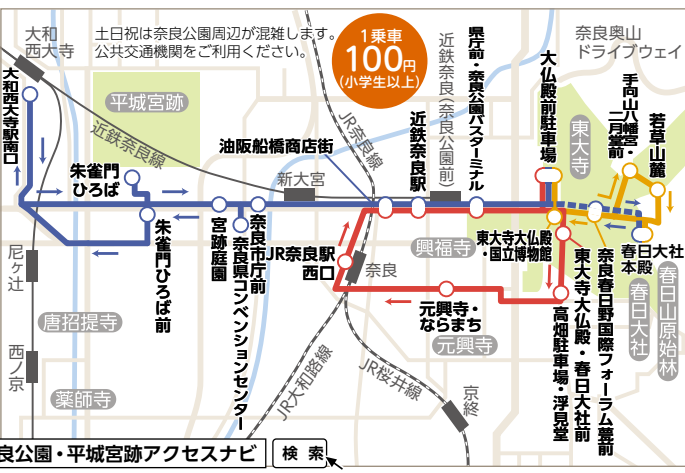 大和
西大寺
土日祝は奈良公園周辺が混雑します。
公共交通機関をご利用ください。
1乗車
100円
(小学生以上)
近鉄奈良(奈良公園前)
県庁前・奈良公園バスターミナル
奈良奥山
ドライブウェイ
大和西大寺駅南口
平城宮跡
近鉄奈良線
JR奈良線
近鉄奈良駅
大仏殿前駐車場
東大寺
手向山八幡宮・
二月堂前
若草山麓
朱雀門
ひろば
油阪船橋商店街
新大宮
朱雀門
ひろば前
宮跡庭園
奈良市庁前
奈良県コンベンションセンター
JR奈良駅
西口
奈良
興福寺
東大寺大仏殿
・国立博物館
春日大社
本殿
尼ヶ辻
唐招提寺
西ノ京
薬師寺
元興寺・
ならまち
元興寺
高畑駐車場・浮見堂
東大寺大仏殿・春日大社前
奈良春日野国際フォーラム甍前
春日大社
春日山原始林
JR大和路線
JR桜井線
京終
良公園・平城宮跡アクセスナビ
検索